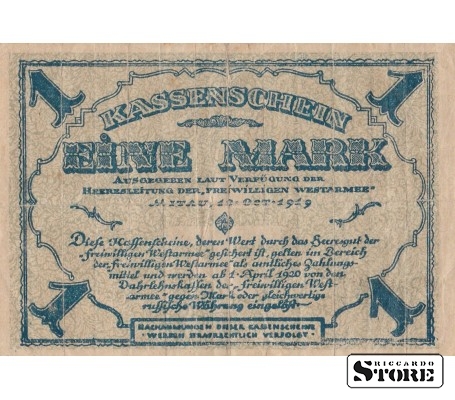 1 1
KASSENSCHEIN
EINE MARK
AUSGEGEBEN LAUT VERFÜGUNG DER
HEERESLEITUNG DER „FREIWILLIGEN WESTARMEE"
MITAU, 10. OKT. 1919
Diese Kassenscheine, deren Wert durch das Heeresgut der
„freiwilligen Westarmee" gesichert ist, gelten im Bereich
der „freiwilligen Westarmee" als amtliches Zahlungs-
mittel und werden ab 1. April 1920 von den
Darlehnskassen der „freiwilligen West-
armee" gegen Mark oder gleichwertige
russische Währung eingelöst.
1 1
NACHAHMUNGEN DIESER KASSENSCHEINE
WERDEN STRAFRECHTLICH VERFOLGT.
RICCARDO
STORE